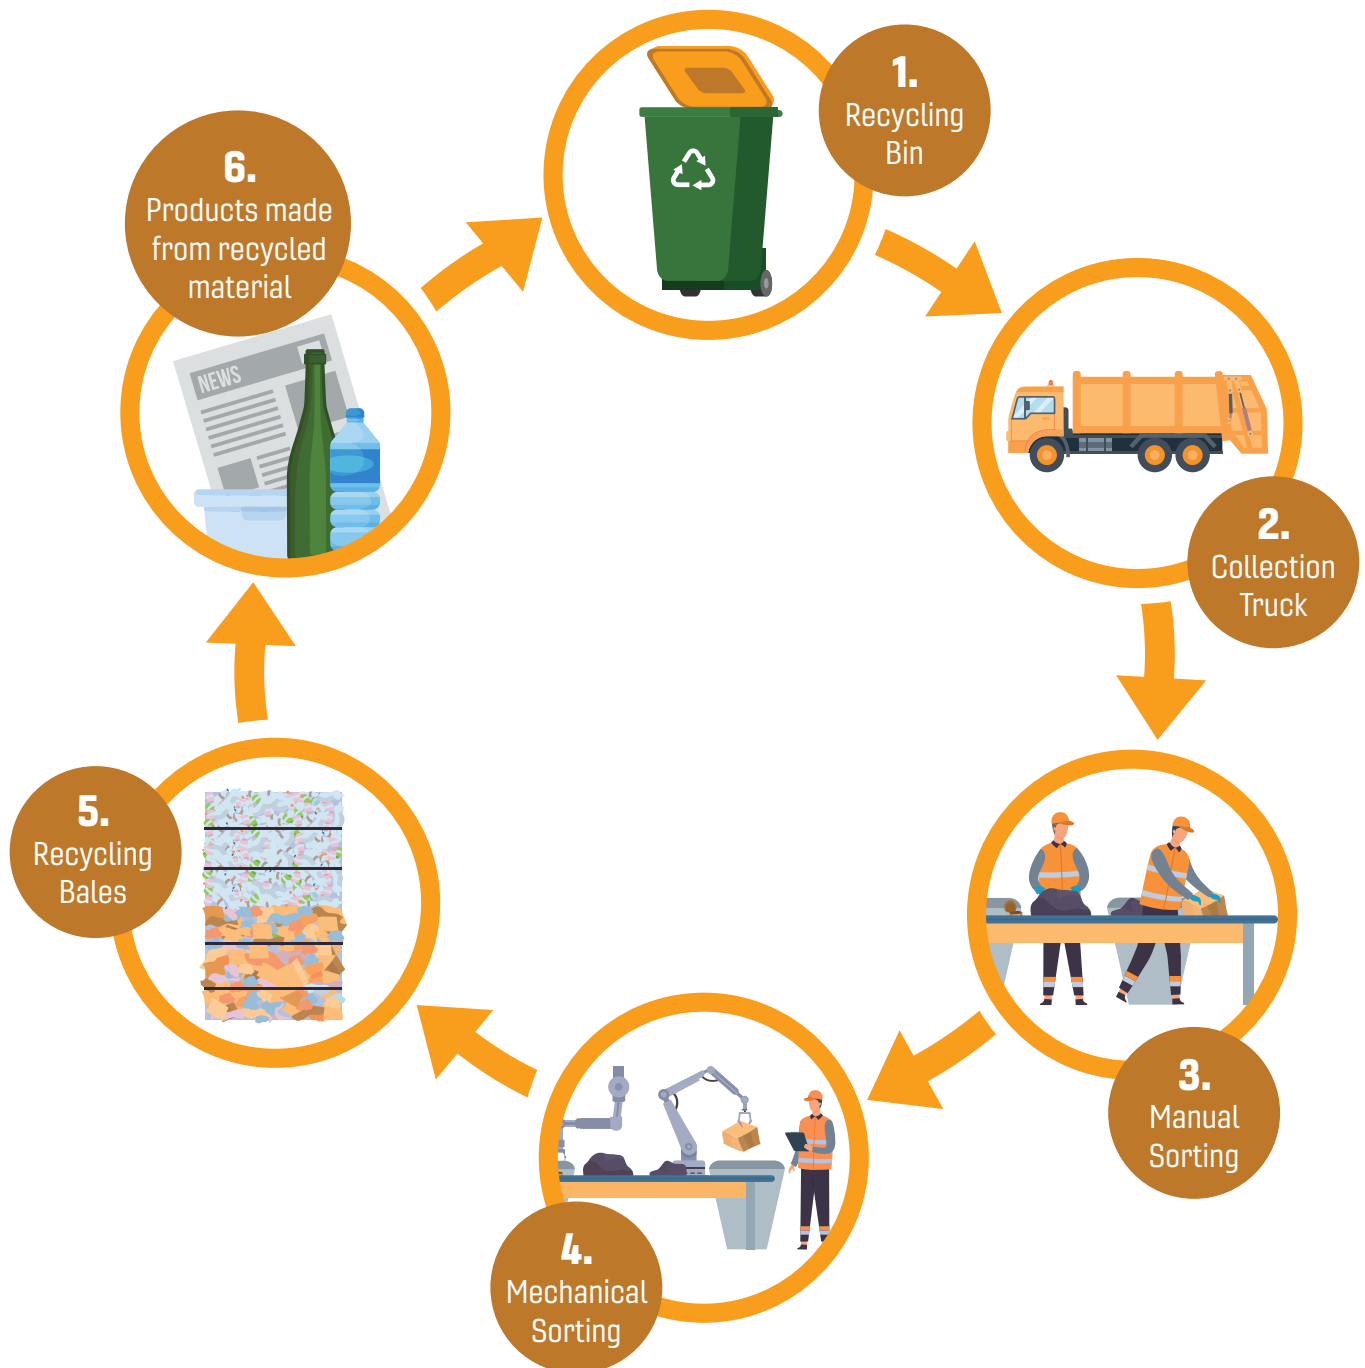 1.
Recycling
Bin
2.
Collection
Truck
3.
Manual
Sorting
4.
Mechanical
Sorting
5.
Recycling
Bales
6.
Products made
from recycled
material
NEWS